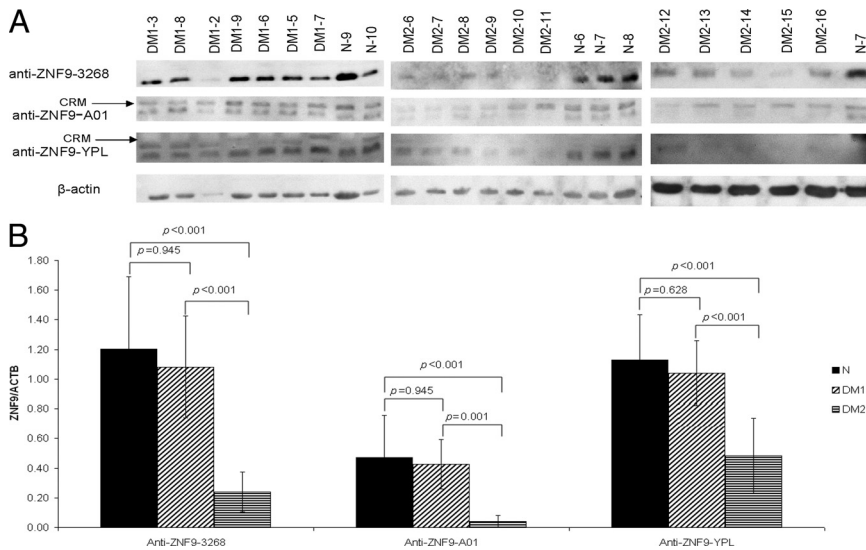 A
DM1-3 DM1-8 DM1-2 DM1-9 DM1-6 DM1-5 DM1-7 N-9 N-10
DM2-6 DM2-7 DM2-8 DM2-9 DM2-10 DM2-11 N-6 N-7 N-8
DM2-12 DM2-13 DM2-14 DM2-15 DM2-16 N-7
anti-ZNF9-3268
CRM
anti-ZNF9-A01
CRM
anti-ZNF9-YPL
β-actin
B
p<0.001
p=0.945
p<0.001
p<0.001
p=0.945
p=0.001
p<0.001
p=0.628
p<0.001
ZNF9/ACTB
1.80
1.60
1.40
1.20
1.00
0.80
0.60
0.40
0.20
0.00
N
DM1
DM2
Anti-ZNF9-3268 Anti-ZNF9-A01 Anti-ZNF9-YPL